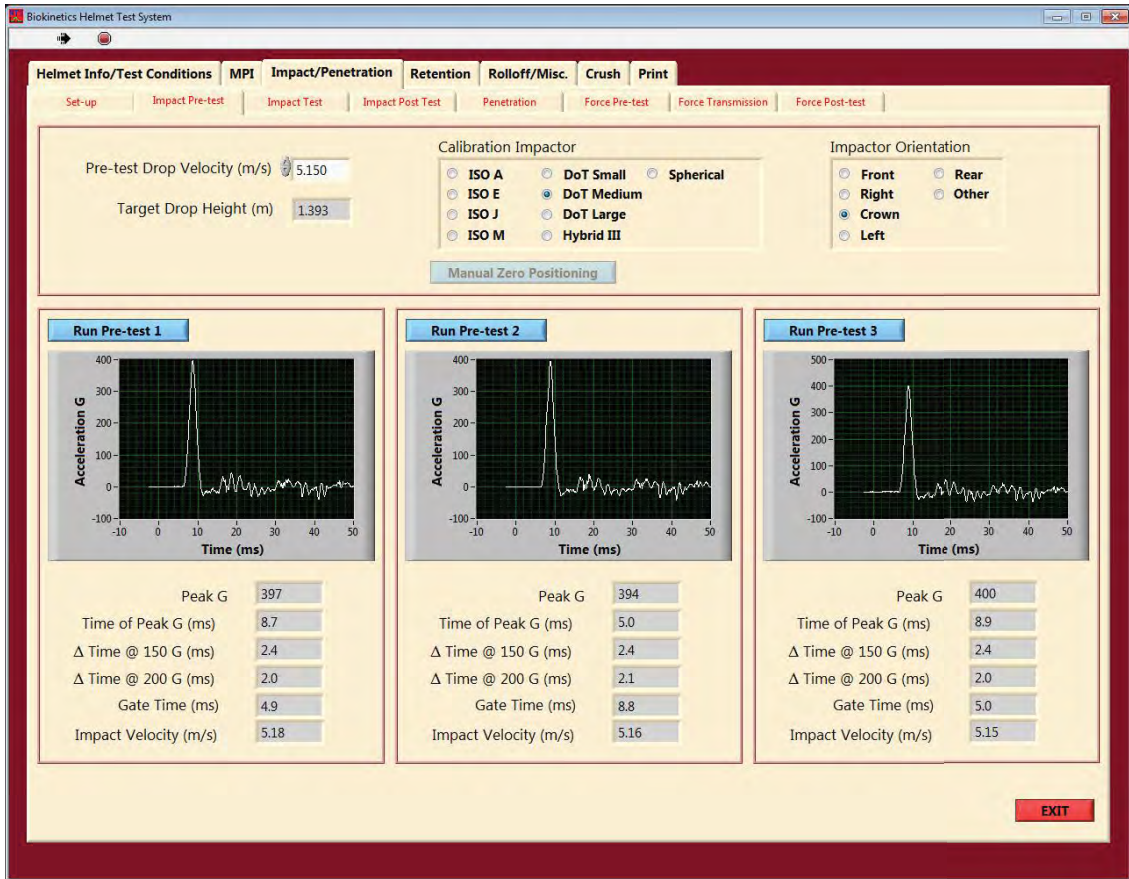 Biokinetics Helmet Test System
Helmet Info/Test Conditions MPI Impact/Penetration Retention Rolloff/Misc. Crush Print
Set-up Impact Pre-test Impact Test Impact Post Test Penetration Force Pre-test Force Transmission Force Post-test
Pre-test Drop Velocity (m/s) 5.150
Target Drop Height (m) 1.393
Calibration Impactor
ISO A DoT Small Spherical
ISO E DoT Medium
ISO J DoT Large
ISO M Hybrid III
Manual Zero Positioning
Impactor Orientation
Front Rear
Right Other
Crown
Left
Run Pre-test 1
400
300
200
100
0
-100
Acceleration G
-10 0 10 20 30 40 50
Time (ms)
Peak G 397
Time of Peak G (ms) 8.7
Δ Time @ 150 G (ms) 2.4
Δ Time @ 200 G (ms) 2.0
Gate Time (ms) 4.9
Impact Velocity (m/s) 5.18
Run Pre-test 2
400
300
200
100
0
-100
Acceleration G
-10 0 10 20 30 40 50
Time (ms)
Peak G 394
Time of Peak G (ms) 5.0
Δ Time @ 150 G (ms) 2.4
Δ Time @ 200 G (ms) 2.1
Gate Time (ms) 8.8
Impact Velocity (m/s) 5.16
Run Pre-test 3
500
400
300
200
100
0
-100
Acceleration G
-10 0 10 20 30 40 50
Time (ms)
Peak G 400
Time of Peak G (ms) 8.9
Δ Time @ 150 G (ms) 2.4
Δ Time @ 200 G (ms) 2.0
Gate Time (ms) 5.0
Impact Velocity (m/s) 5.15
EXIT